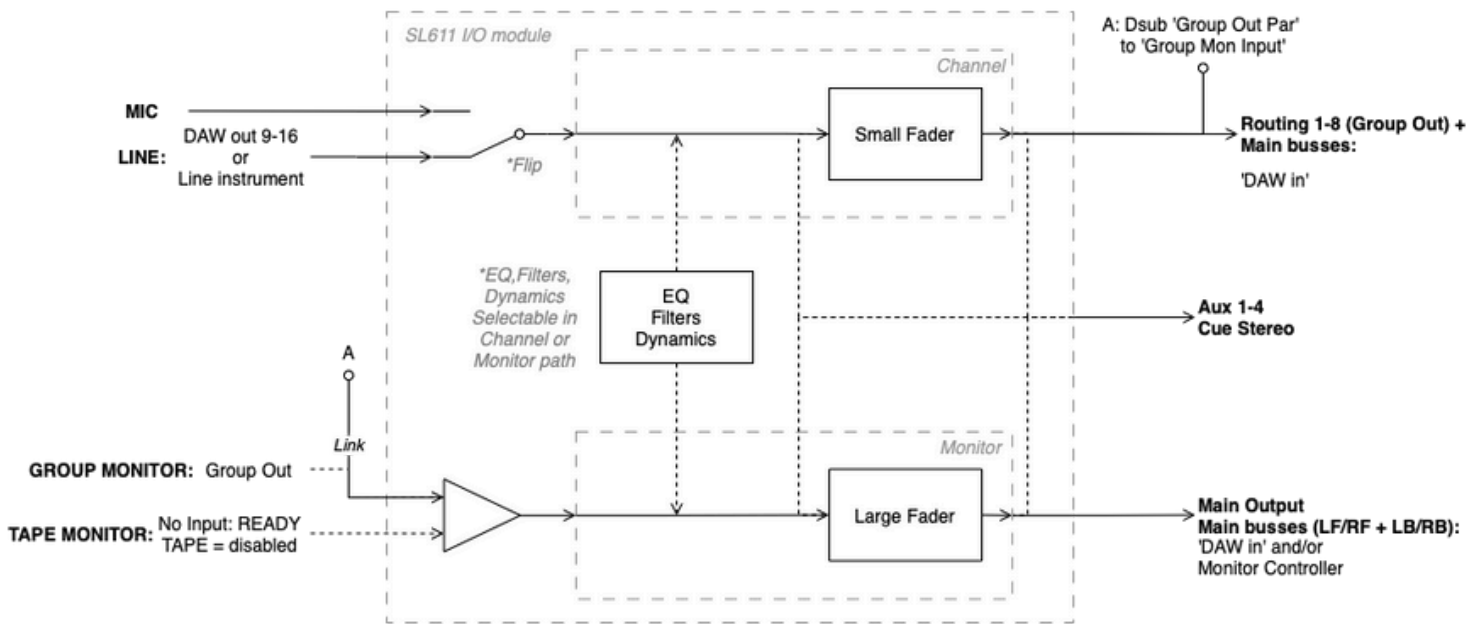 SL611 I/O module
Channel
A: Dsub 'Group Out Par'
to 'Group Mon Input'
MIC
LINE:
DAW out 9-16
or
Line instrument
*Flip
Small Fader
Routing 1-8 (Group Out) +
Main busses:
'DAW in'
*EQ,Filters,
Dynamics
Selectable in
Channel or
Monitor path
EQ
Filters
Dynamics
Aux 1-4
Cue Stereo
A
Link
GROUP MONITOR: Group Out
TAPE MONITOR:
No Input: READY
TAPE = disabled
Monitor
Large Fader
Main Output
Main busses (LF/RF + LB/RB):
'DAW in' and/or
Monitor Controller